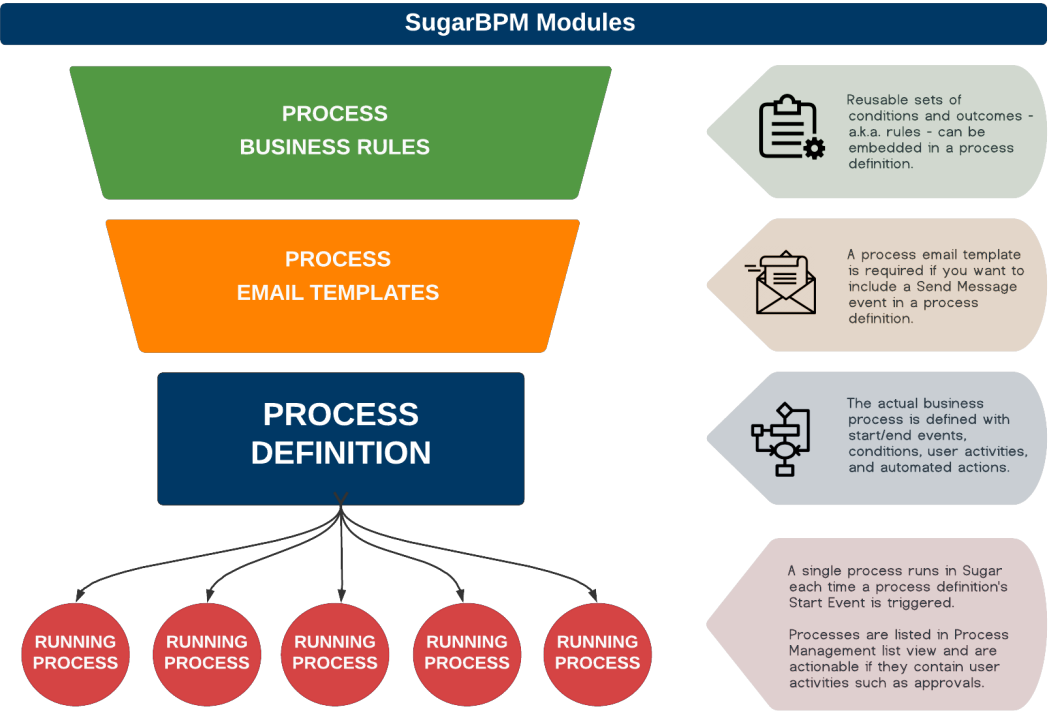 SugarBPM Modules
PROCESS
BUSINESS RULES
Reusable sets of
conditions and outcomes -
a.k.a. rules - can be
embedded in a process
definition.
PROCESS
EMAIL TEMPLATES
A process email template
is required if you want to
include a Send Message
event in a process
definition.
PROCESS
DEFINITION
The actual business
process is defined with
start/end events,
conditions, user activities,
and automated actions.
RUNNING
PROCESS
RUNNING
PROCESS
RUNNING
PROCESS
RUNNING
PROCESS
RUNNING
PROCESS
A single process runs in Sugar
each time a process definition's
Start Event is triggered.
Processes are listed in Process
Management list view and are
actionable if they contain user
activities such as approvals.